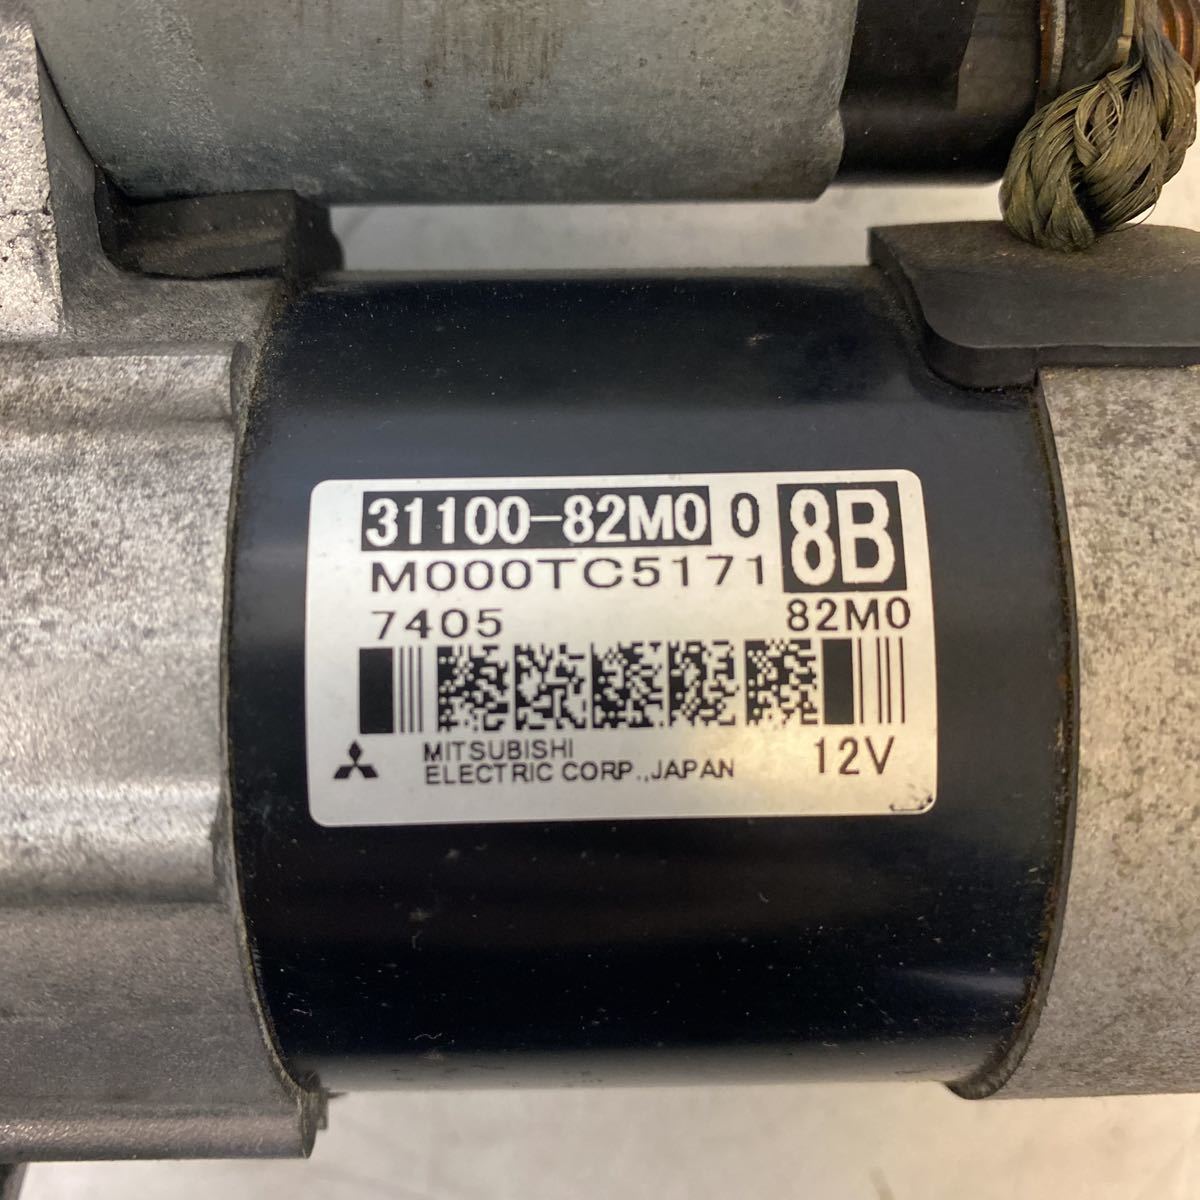 31100-82M0 0 8B
M000TC5171
7405 82M0
MITSUBISHI
ELECTRIC CORP.,JAPAN 12V